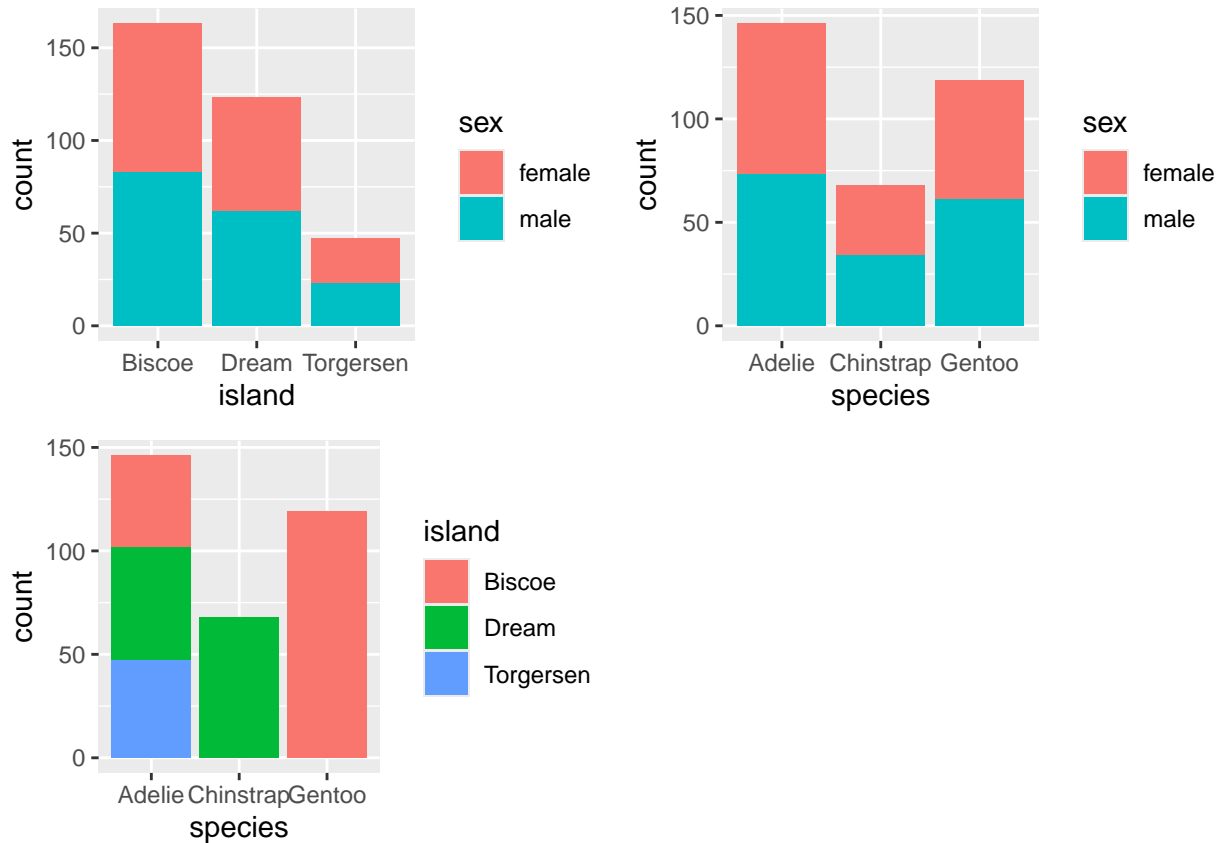 150
100
50
0
count
Biscoe Dream Torgersen
island
sex
female
male
150
100
50
0
count
Adelie Chinstrap Gentoo
species
sex
female
male
150
100
50
0
count
Adelie Chinstrap Gentoo
species
island
Biscoe
Dream
Torgersen